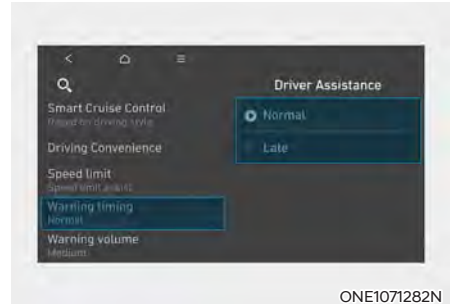 Driver Assistance
Smart Cruise Control
Based on driving style
Driving Convenience
Speed limit
Speed limit assist
Warning timing
Normal
Warning volume
Medium
Normal
Late
ONE1071282N